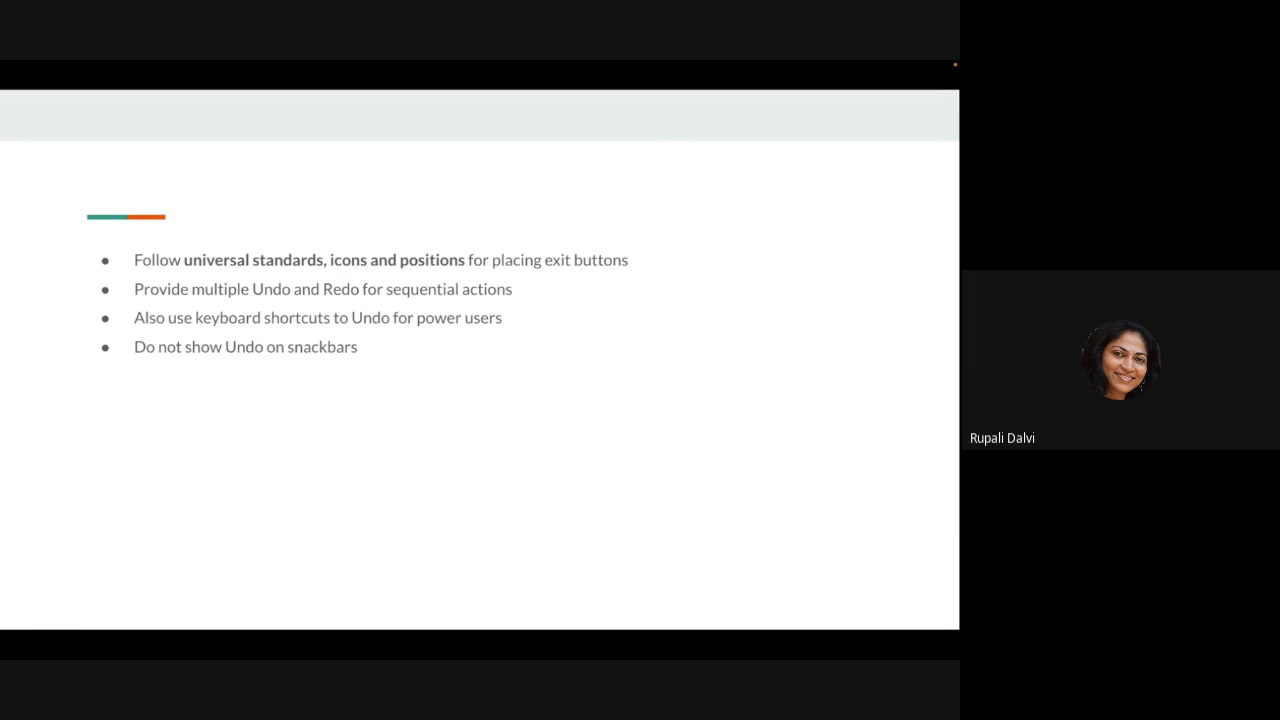 ● Follow universal standards, icons and positions for placing exit buttons
● Provide multiple Undo and Redo for sequential actions
● Also use keyboard shortcuts to Undo for power users
● Do not show Undo on snackbars
Rupali Dalvi